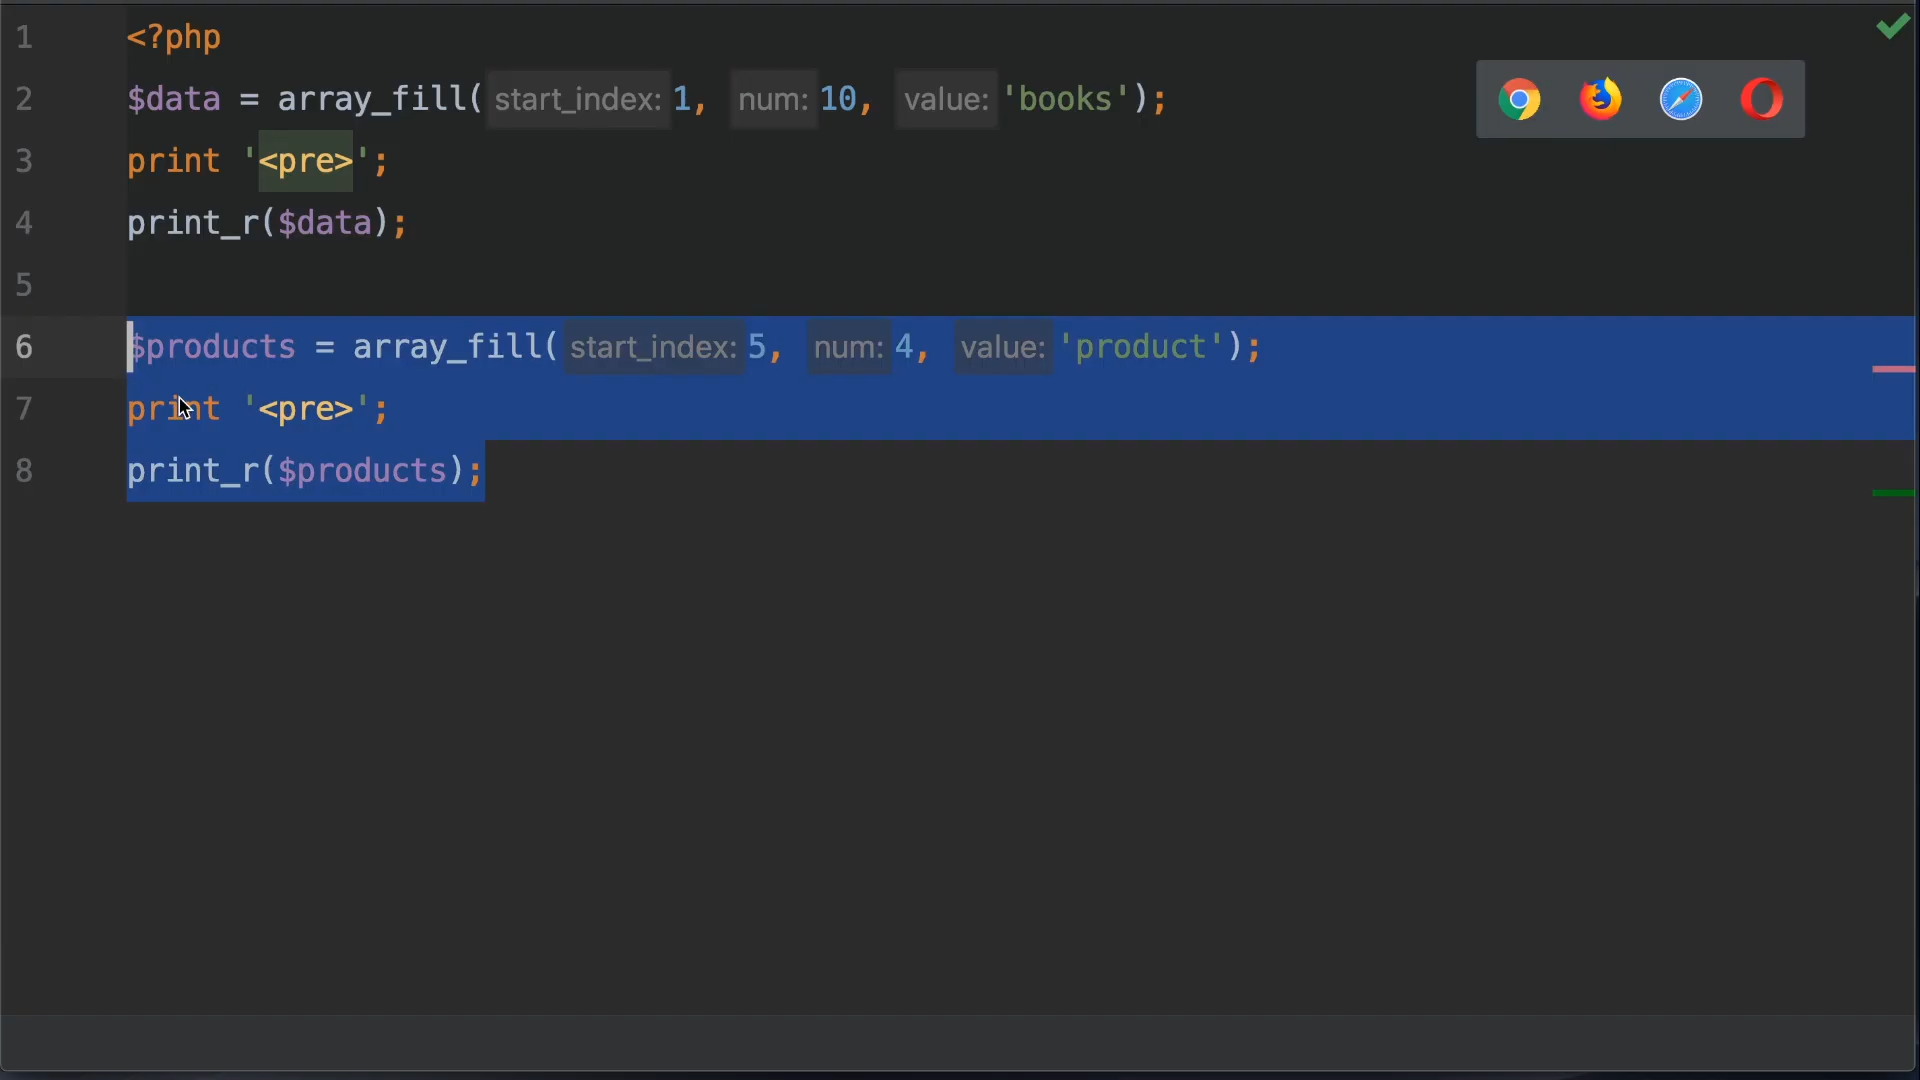 1 <?php
2 $data = array_fill( start_index: 1, num: 10, value: 'books');
3 print '<pre>';
4 print_r($data);
5
6 $products = array_fill( start_index: 5, num: 4, value: 'product');
7 print '<pre>';
8 print_r($products);